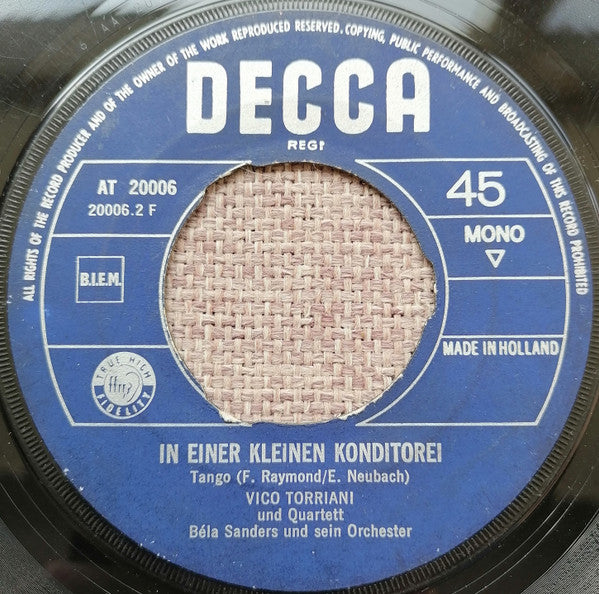 ALL RIGHTS OF THE RECORD PRODUCER AND OF THE OWNER OF THE WORK REPRODUCED RESERVED. COPYING, PUBLIC PERFORMANCE AND BROADCASTING OF THIS RECORD PROHIBITED
DECCA
AT 20006
20006.2 F
45
MONO
B.I.E.M.
MADE IN HOLLAND
TRUE HIGH
ffrr
FIDELITY
IN EINER KLEINEN KONDITOREI
Tango (F. Raymond/E. Neubach)
VICO TORRIANI
und Quartett
Béla Sanders und sein Orchester